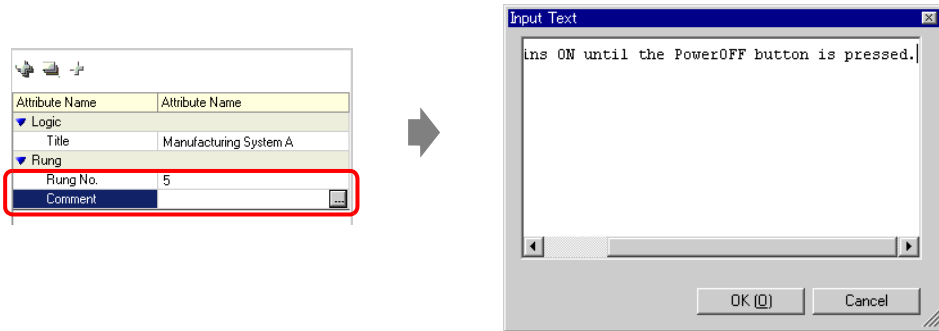 Attribute Name Attribute Name
Logic
Title Manufacturing System A
Rung
Rung No. 5
Comment ...
Input Text
ins ON until the PowerOFF button is pressed.
OK (O) Cancel